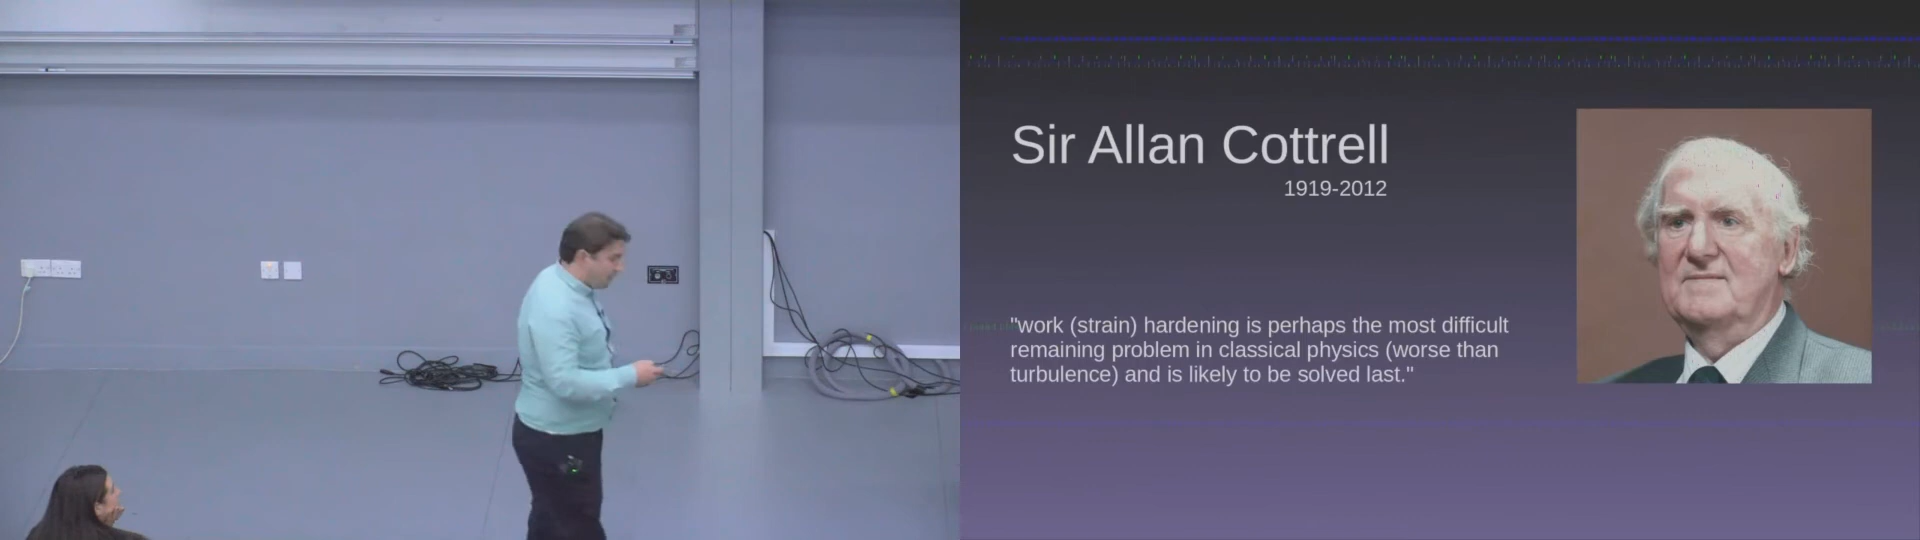 Sir Allan Cottrell
1919-2012
"work (strain) hardening is perhaps the most difficult
remaining problem in classical physics (worse than
turbulence) and is likely to be solved last."